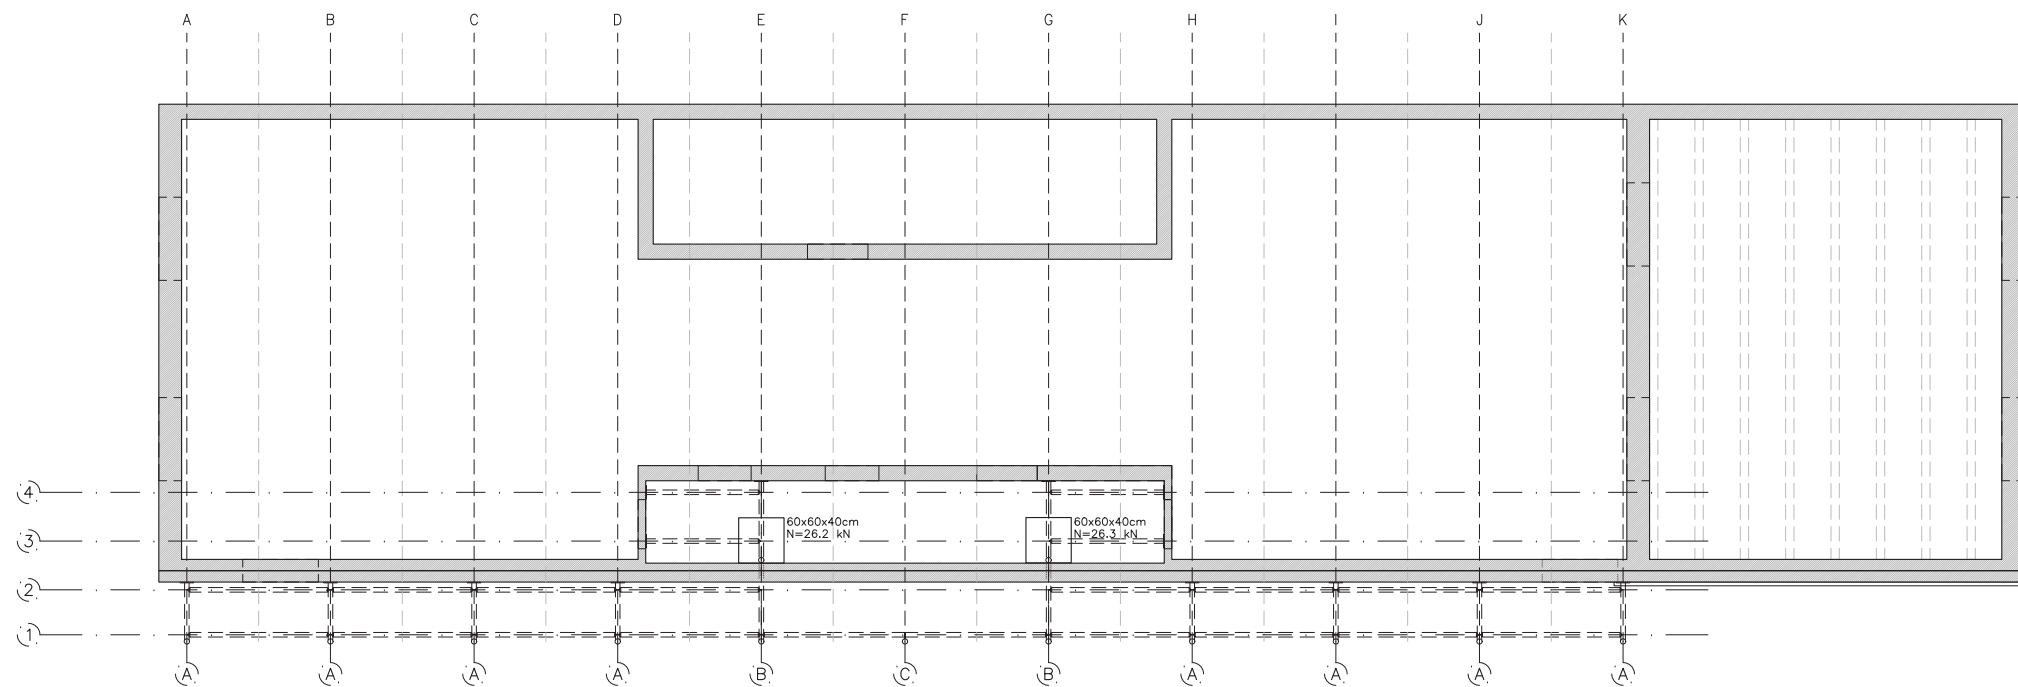 A B C D E F G H I J K
4
60x60x40cm 60x60x40cm
N=26.2 kN N=26.3 kN
3
2
1
A A A A B C B A A A A